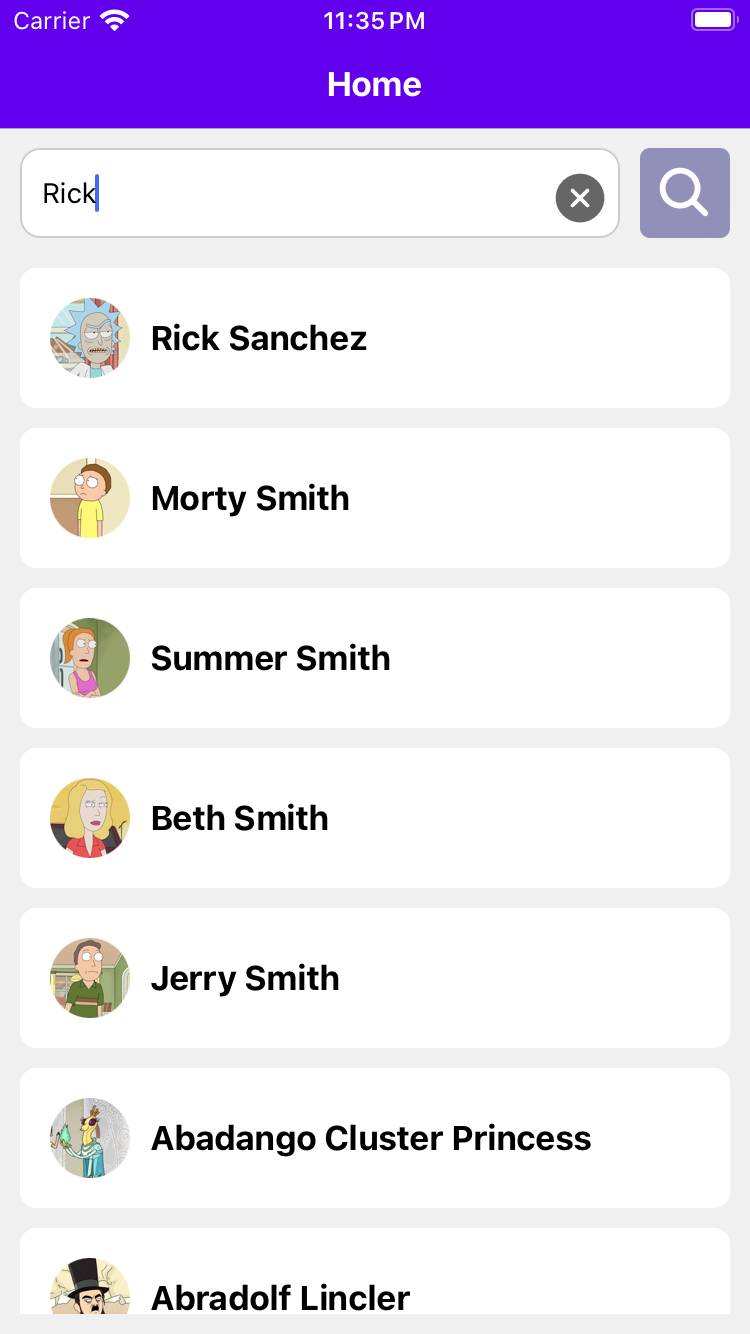 Carrier 11:35 PM
Home
Rick
Rick Sanchez
Morty Smith
Summer Smith
Beth Smith
Jerry Smith
Abadango Cluster Princess
Abradolf Lincler